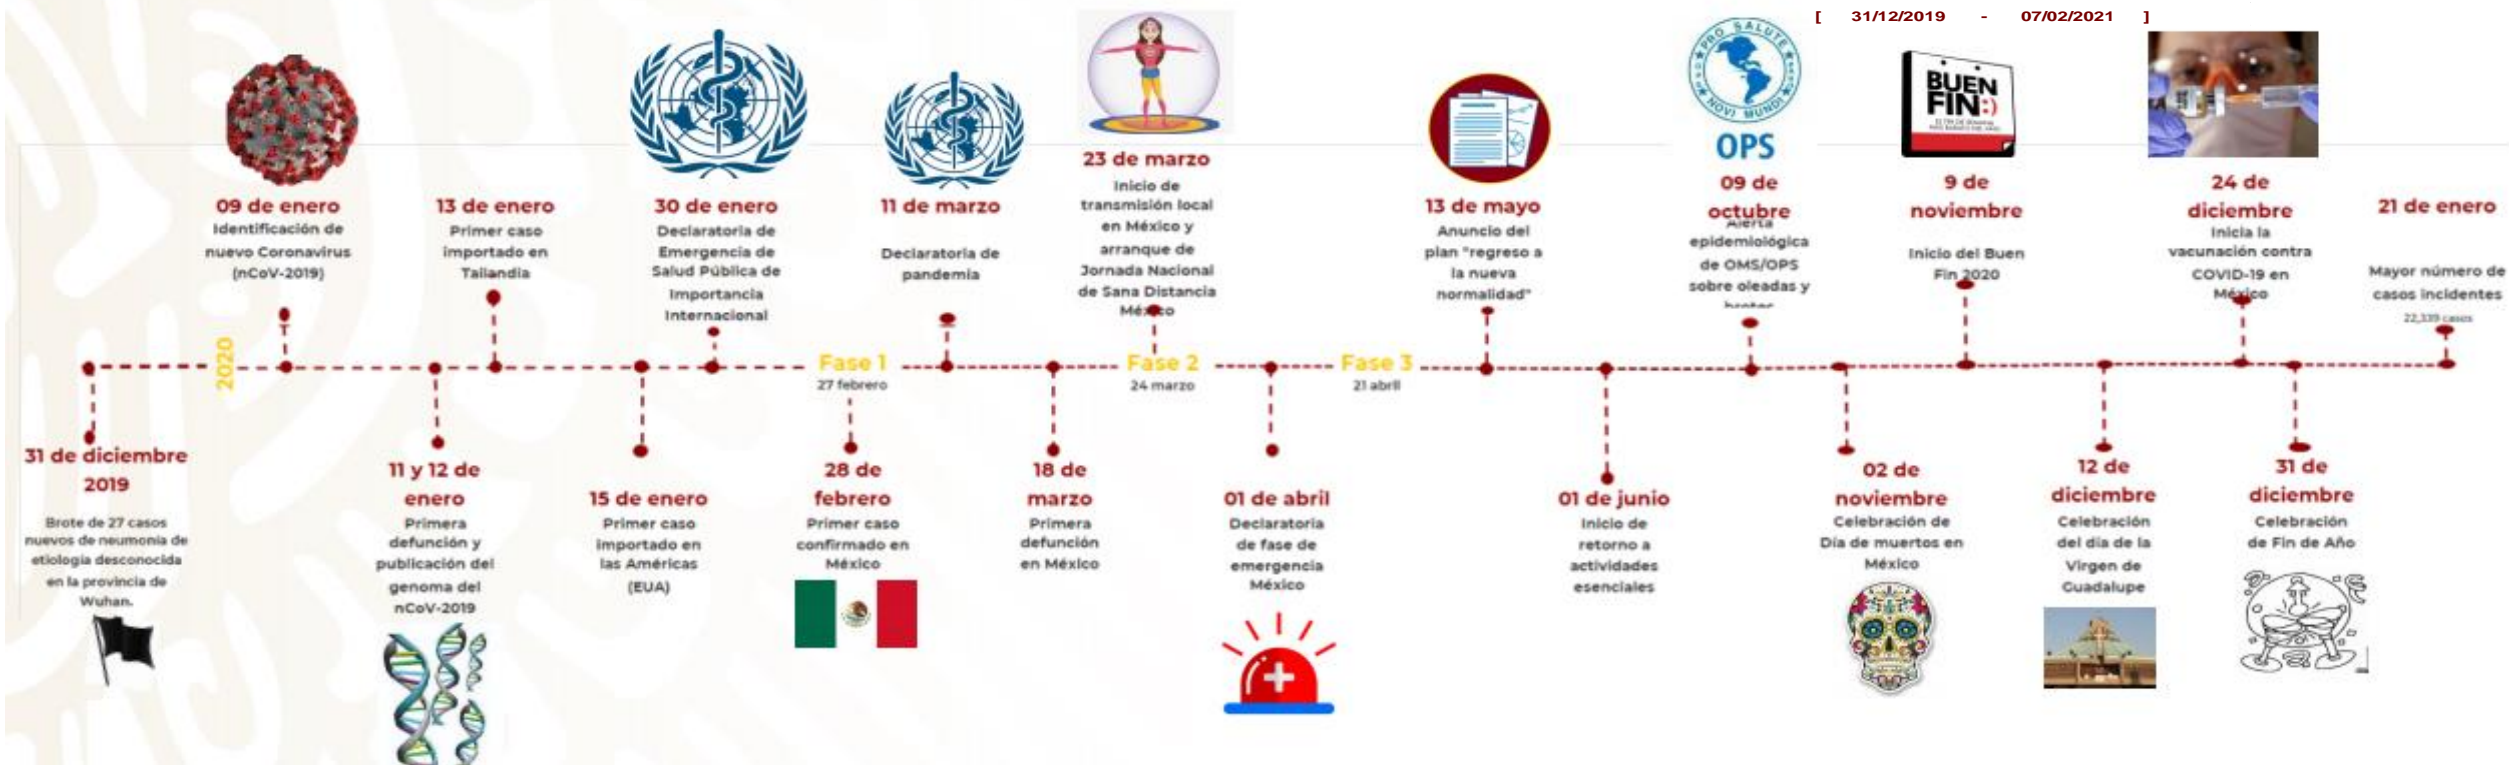 [ 31/12/2019 - 07/02/2021 ]
31 de diciembre
2019
Brote de 27 casos
nuevos de neumonía de
etiología desconocida
en la provincia de
Wuhan.
2020
09 de enero
Identificación de
nuevo Coronavirus
(nCoV-2019)
11 y 12 de
enero
Primera
defunción y
publicación del
genoma del
nCoV-2019
13 de enero
Primer caso
importado en
Tailandia
15 de enero
Primer caso
importado en
las Américas
(EUA)
30 de enero
Declaratoria de
Emergencia de
Salud Pública de
Importancia
Internacional
Fase 1
27 febrero
28 de
febrero
Primer caso
confirmado en
México
11 de marzo
Declaratoria de
pandemia
18 de
marzo
Primera
defunción
en México
23 de marzo
Inicio de
transmisión local
en México y
arranque de
Jornada Nacional
de Sana Distancia
México
Fase 2
24 marzo
01 de abril
Declaratoria
de fase de
emergencia
México
Fase 3
21 abril
13 de mayo
Anuncio del
plan "regreso a
la nueva
normalidad"
01 de junio
Inicio de
retorno a
actividades
esenciales
PRO SALUTE
NOVI MUNDI
OPS
09 de
octubre
Alerta
epidemiológica
de OMS/OPS
sobre oleadas y
brotes
02 de
noviembre
Celebración de
Día de muertos en
México
BUEN
FIN:)
9 de
noviembre
Inicio del Buen
Fin 2020
12 de
diciembre
Celebración
del día de la
Virgen de
Guadalupe
24 de
diciembre
Inicia la
vacunación contra
COVID-19 en
México
31 de
diciembre
Celebración
de Fin de Año
21 de enero
Mayor número de
casos incidentes
22,339 casos